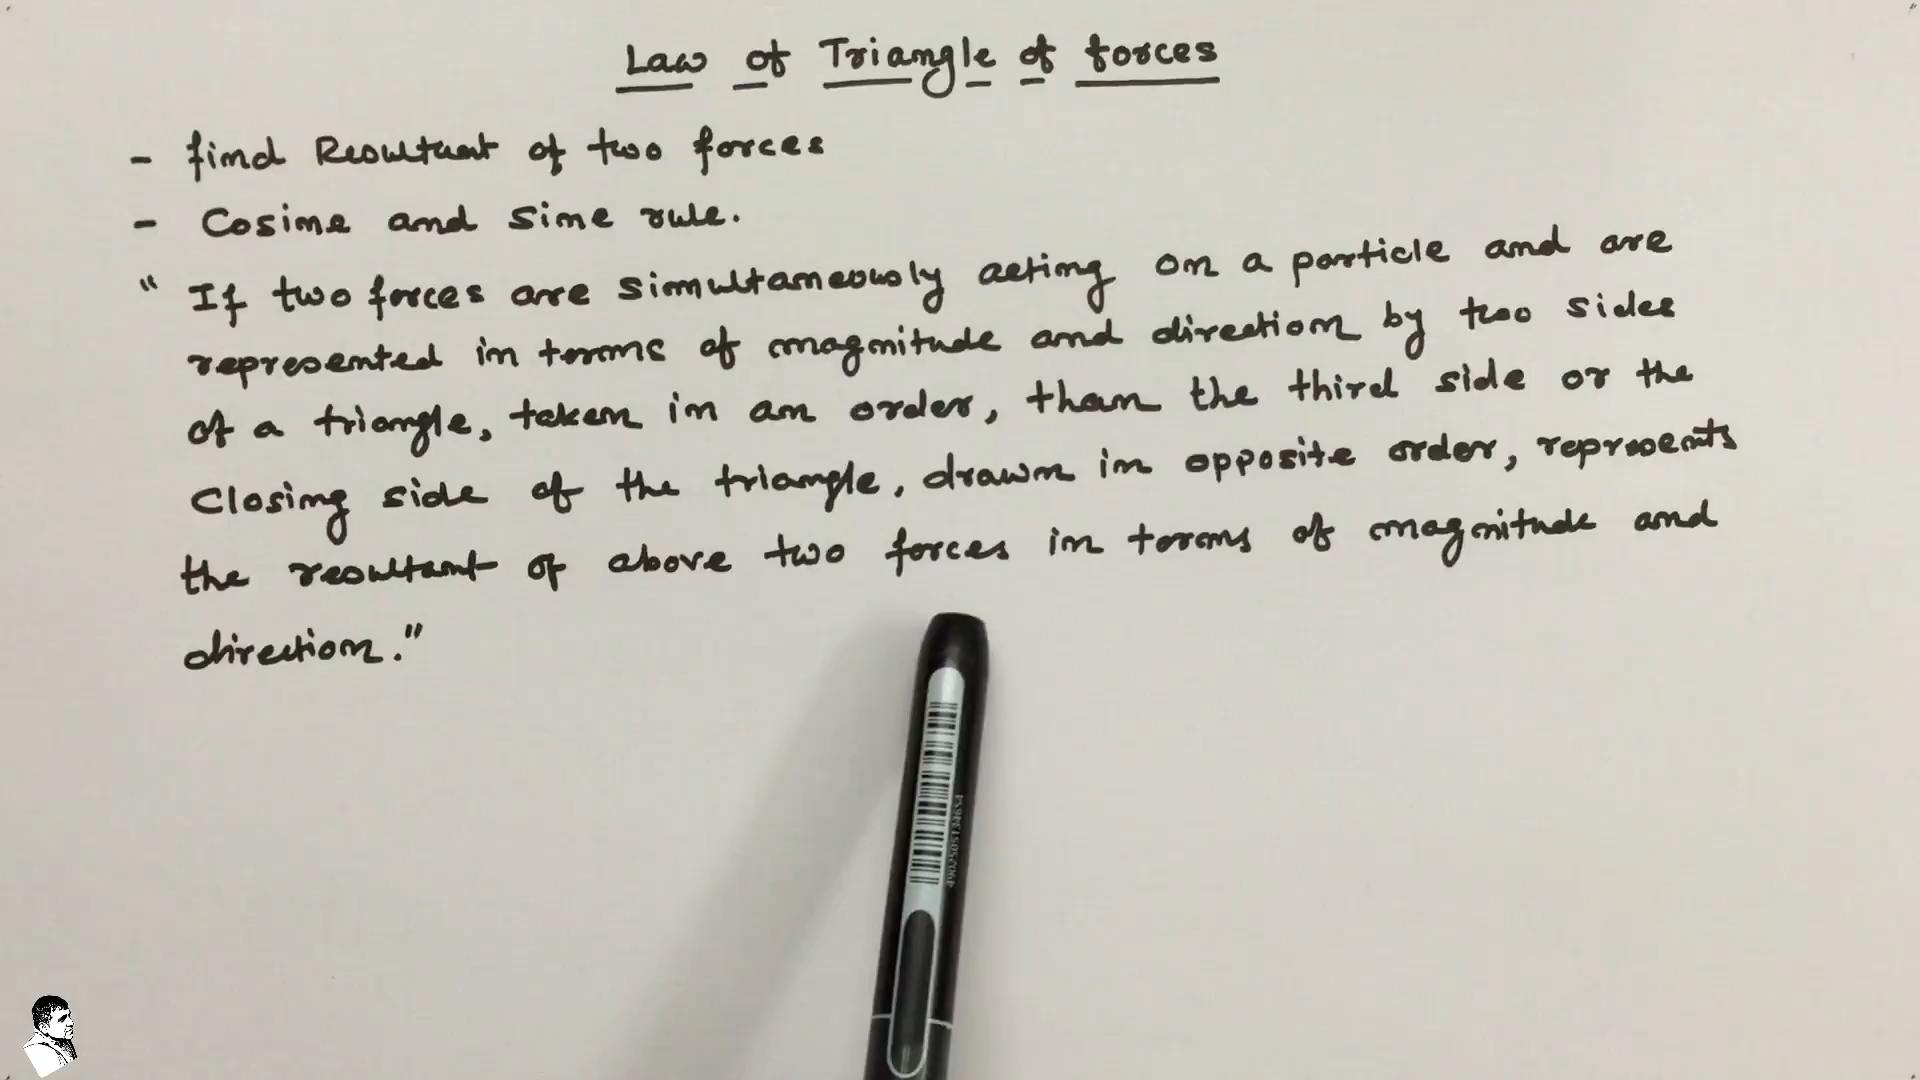 Law of Triangle of forces
- find Resultant of two forces
- Cosine and sine rule.
" If two forces are simultaneously acting on a particle and are
represented in terms of magnitude and direction by two sides
of a triangle, taken in an order, than the third side or the
Closing side of the triangle, drawn in opposite order, represents
the resultant of above two forces in terms of magnitude and
direction."
4902505134654